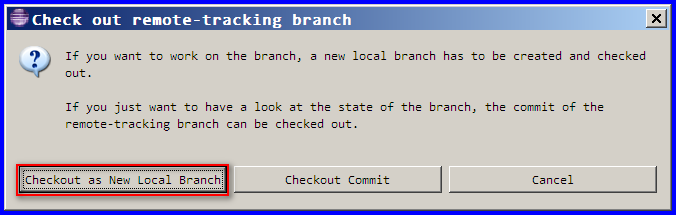 Check out remote-tracking branch
If you want to work on the branch, a new local branch has to be created and checked
out.
If you just want to have a look at the state of the branch, the commit of the
remote-tracking branch can be checked out.
Checkout as New Local Branch
Checkout Commit
Cancel